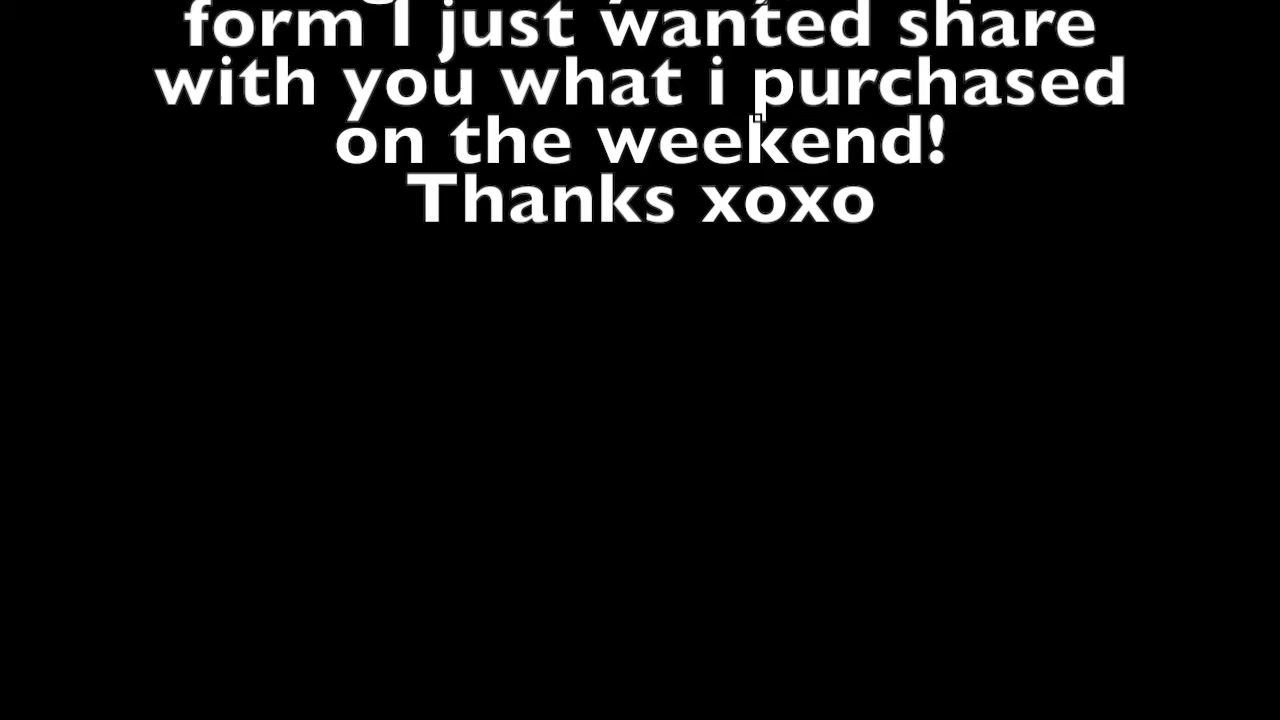 form I just wanted share
with you what i purchased
on the weekend!
Thanks xoxo